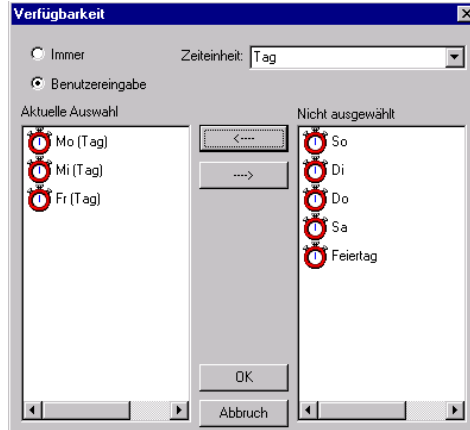 Verfügbarkeit
Immer
Zeiteinheit: Tag
Benutzereingabe
Aktuelle Auswahl
Nicht ausgewählt
Mo (Tag)
Mi (Tag)
Fr (Tag)
<----
---->
So
Di
Do
Sa
Feiertag
OK
Abbruch